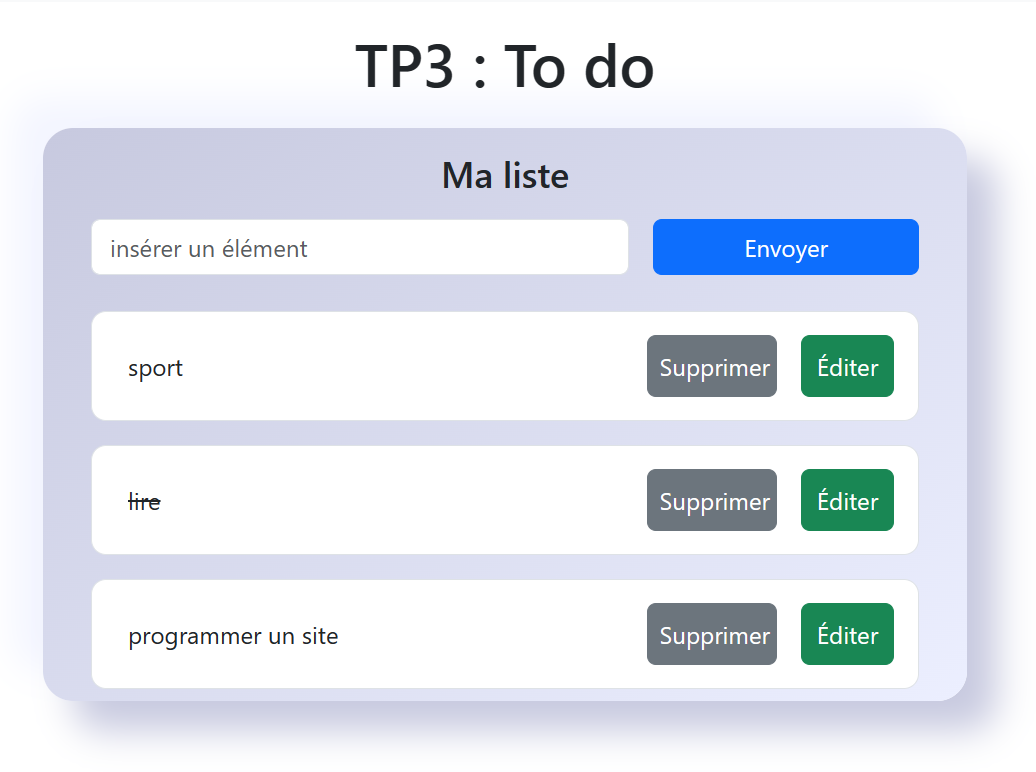 TP3 : To do
Ma liste
insérer un élément
Envoyer
sport
Supprimer
Éditer
lire
Supprimer
Éditer
programmer un site
Supprimer
Éditer